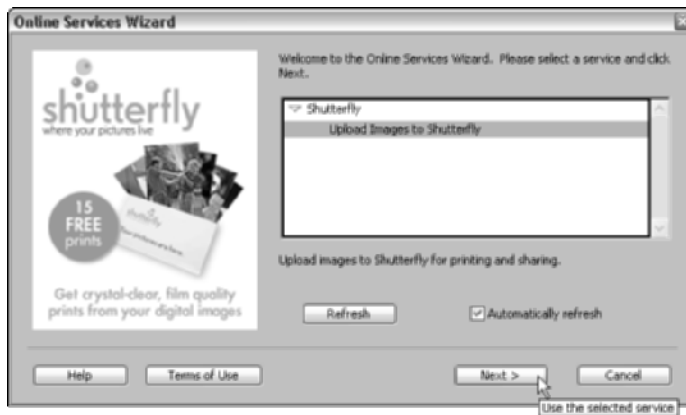 Online Services Wizard
shutterfly
where your pictures live
15
FREE
prints
shutterfly
Get crystal-clear, film quality
prints from your digital images
Welcome to the Online Services Wizard. Please select a service and click
Next.
Shutterfly
Upload Images to Shutterfly
Upload images to Shutterfly for printing and sharing.
Refresh
Automatically refresh
Help
Terms of Use
Next >
Cancel
Use the selected service